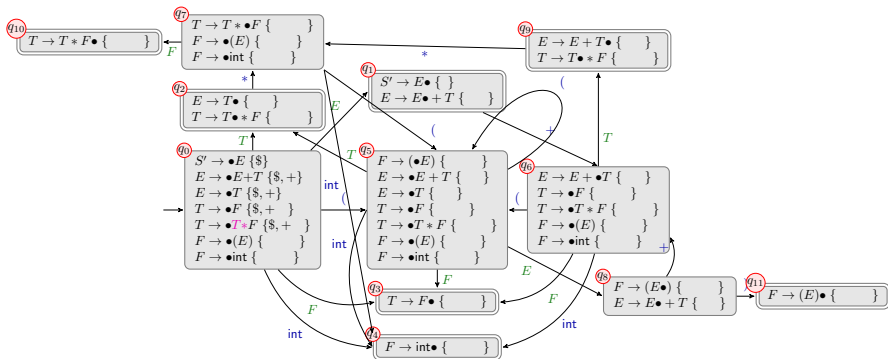 q10
T → T ∗ F● { }
F
q7
T → T ∗ ●F { }
F → ●(E) { }
F → ●int { }
∗
q9
E → E + T● { }
T → T● ∗ F { }
∗
q1
S′ → E● { }
E → E● + T { }
(
q2
E → T● { }
T → T● ∗ F { }
E
(
+
T
T
T
q0
S′ → ●E {$}
E → ●E+T {$, +}
E → ●T {$, +}
T → ●F {$, + }
T → ●T∗F {$, + }
F → ●(E) { }
F → ●int { }
int
(
int
q5
F → (●E) { }
E → ●E + T { }
E → ●T { }
T → ●F { }
T → ●T ∗ F { }
F → ●(E) { }
F → ●int { }
(
q6
E → E + ●T { }
T → ●F { }
T → ●T ∗ F { }
F → ●(E) { }
F → ●int { }
+
E
F
q8
F → (E●) { }
E → E● + T { }
)
q11
F → (E)● { }
q3
T → F● { }
F
F
int
q4
F → int● { }
int